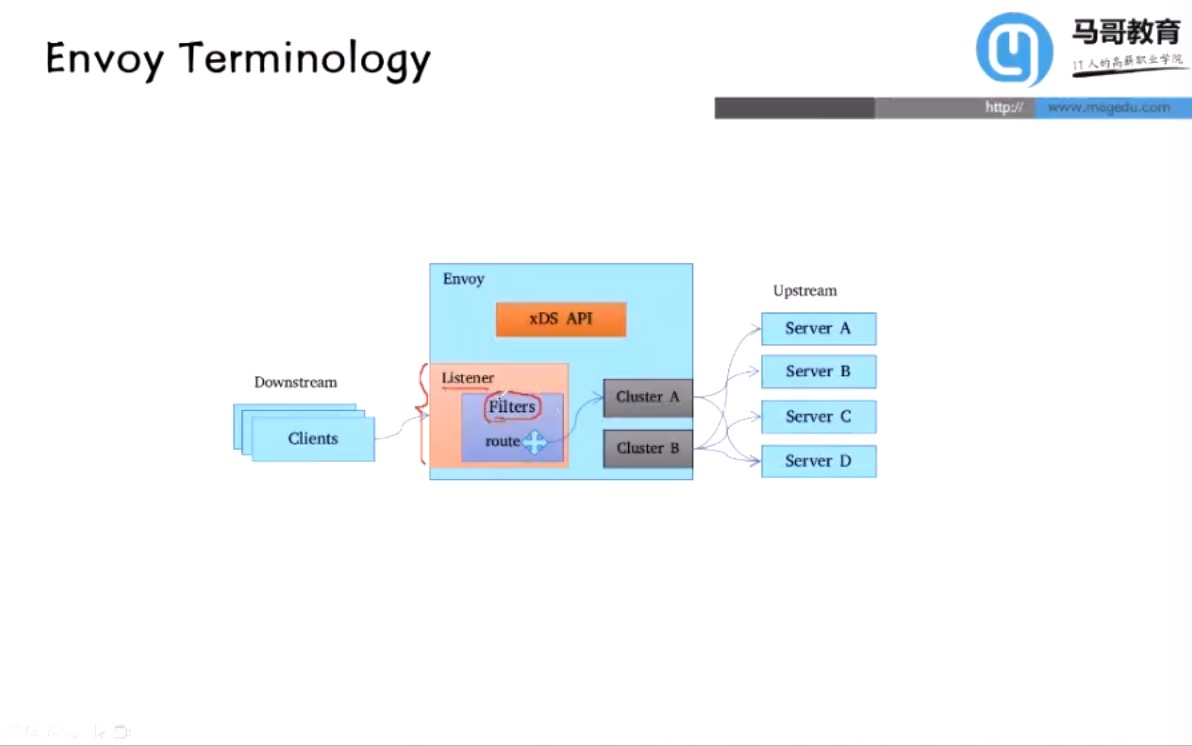 Envoy Terminology
马哥教育
IT人的高薪职业学院
http://
www.magedu.com
Envoy
xDS API
Upstream
Server A
Server B
Server C
Server D
Downstream
Clients
Listener
Filters
route
Cluster A
Cluster B